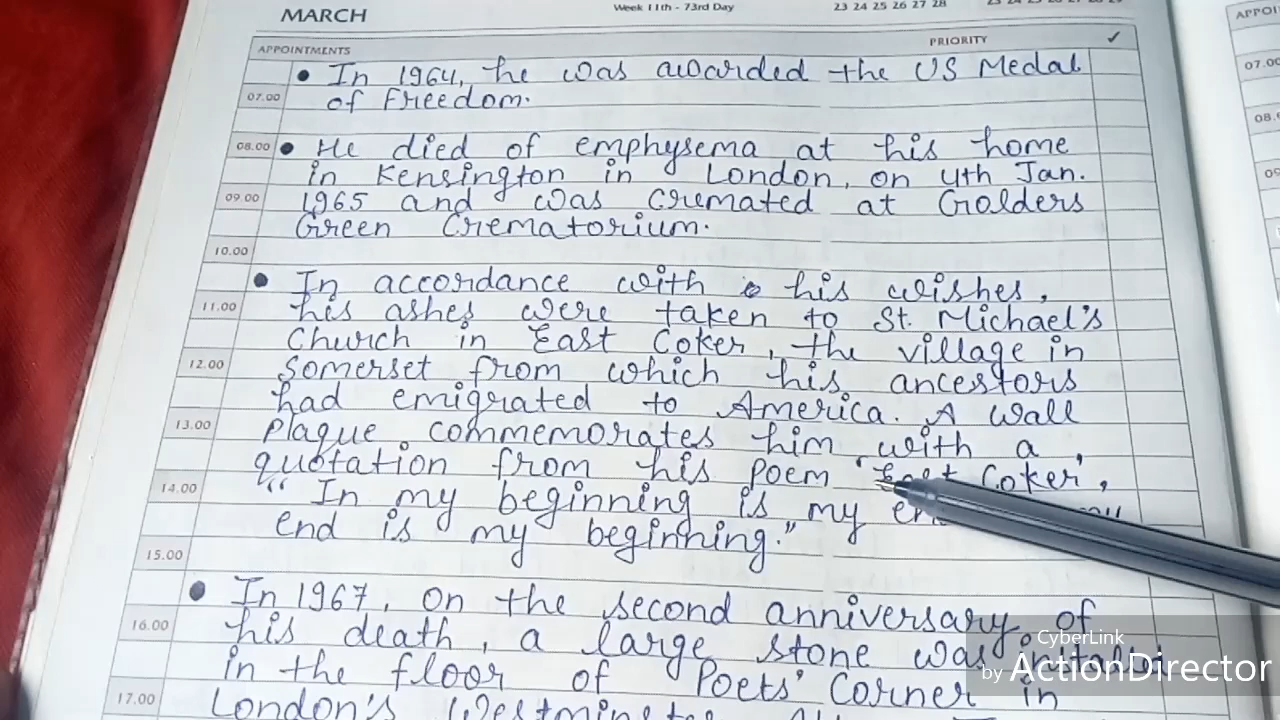 MARCH
Week 11th - 73rd Day
23 24 25 26 27 28
APPOINTMENTS
PRIORITY ✓
• In 1964, he was awarded the US Medal
07.00 of Freedom.
08.00 • He died of emphysema at his home
in Kensington in London, on 4th Jan.
09.00 1965 and was cremated at Golders
Green Crematorium.
10.00
• In accordance with his wishes,
11.00 his ashes were taken to St. Michael's
Church in East Coker, the village in
12.00 Somerset from which his ancestors
had emigrated to America. A wall
13.00 plaque commemorates him with a
quotation from his poem 'East Coker',
14.00 "In my beginning is my
end is my beginning."
15.00
• In 1967, on the second anniversary of
16.00 his death, a large stone was
in the floor of Poets' Corner in
17.00 London's
07.00
CyberLink
by ActionDirector